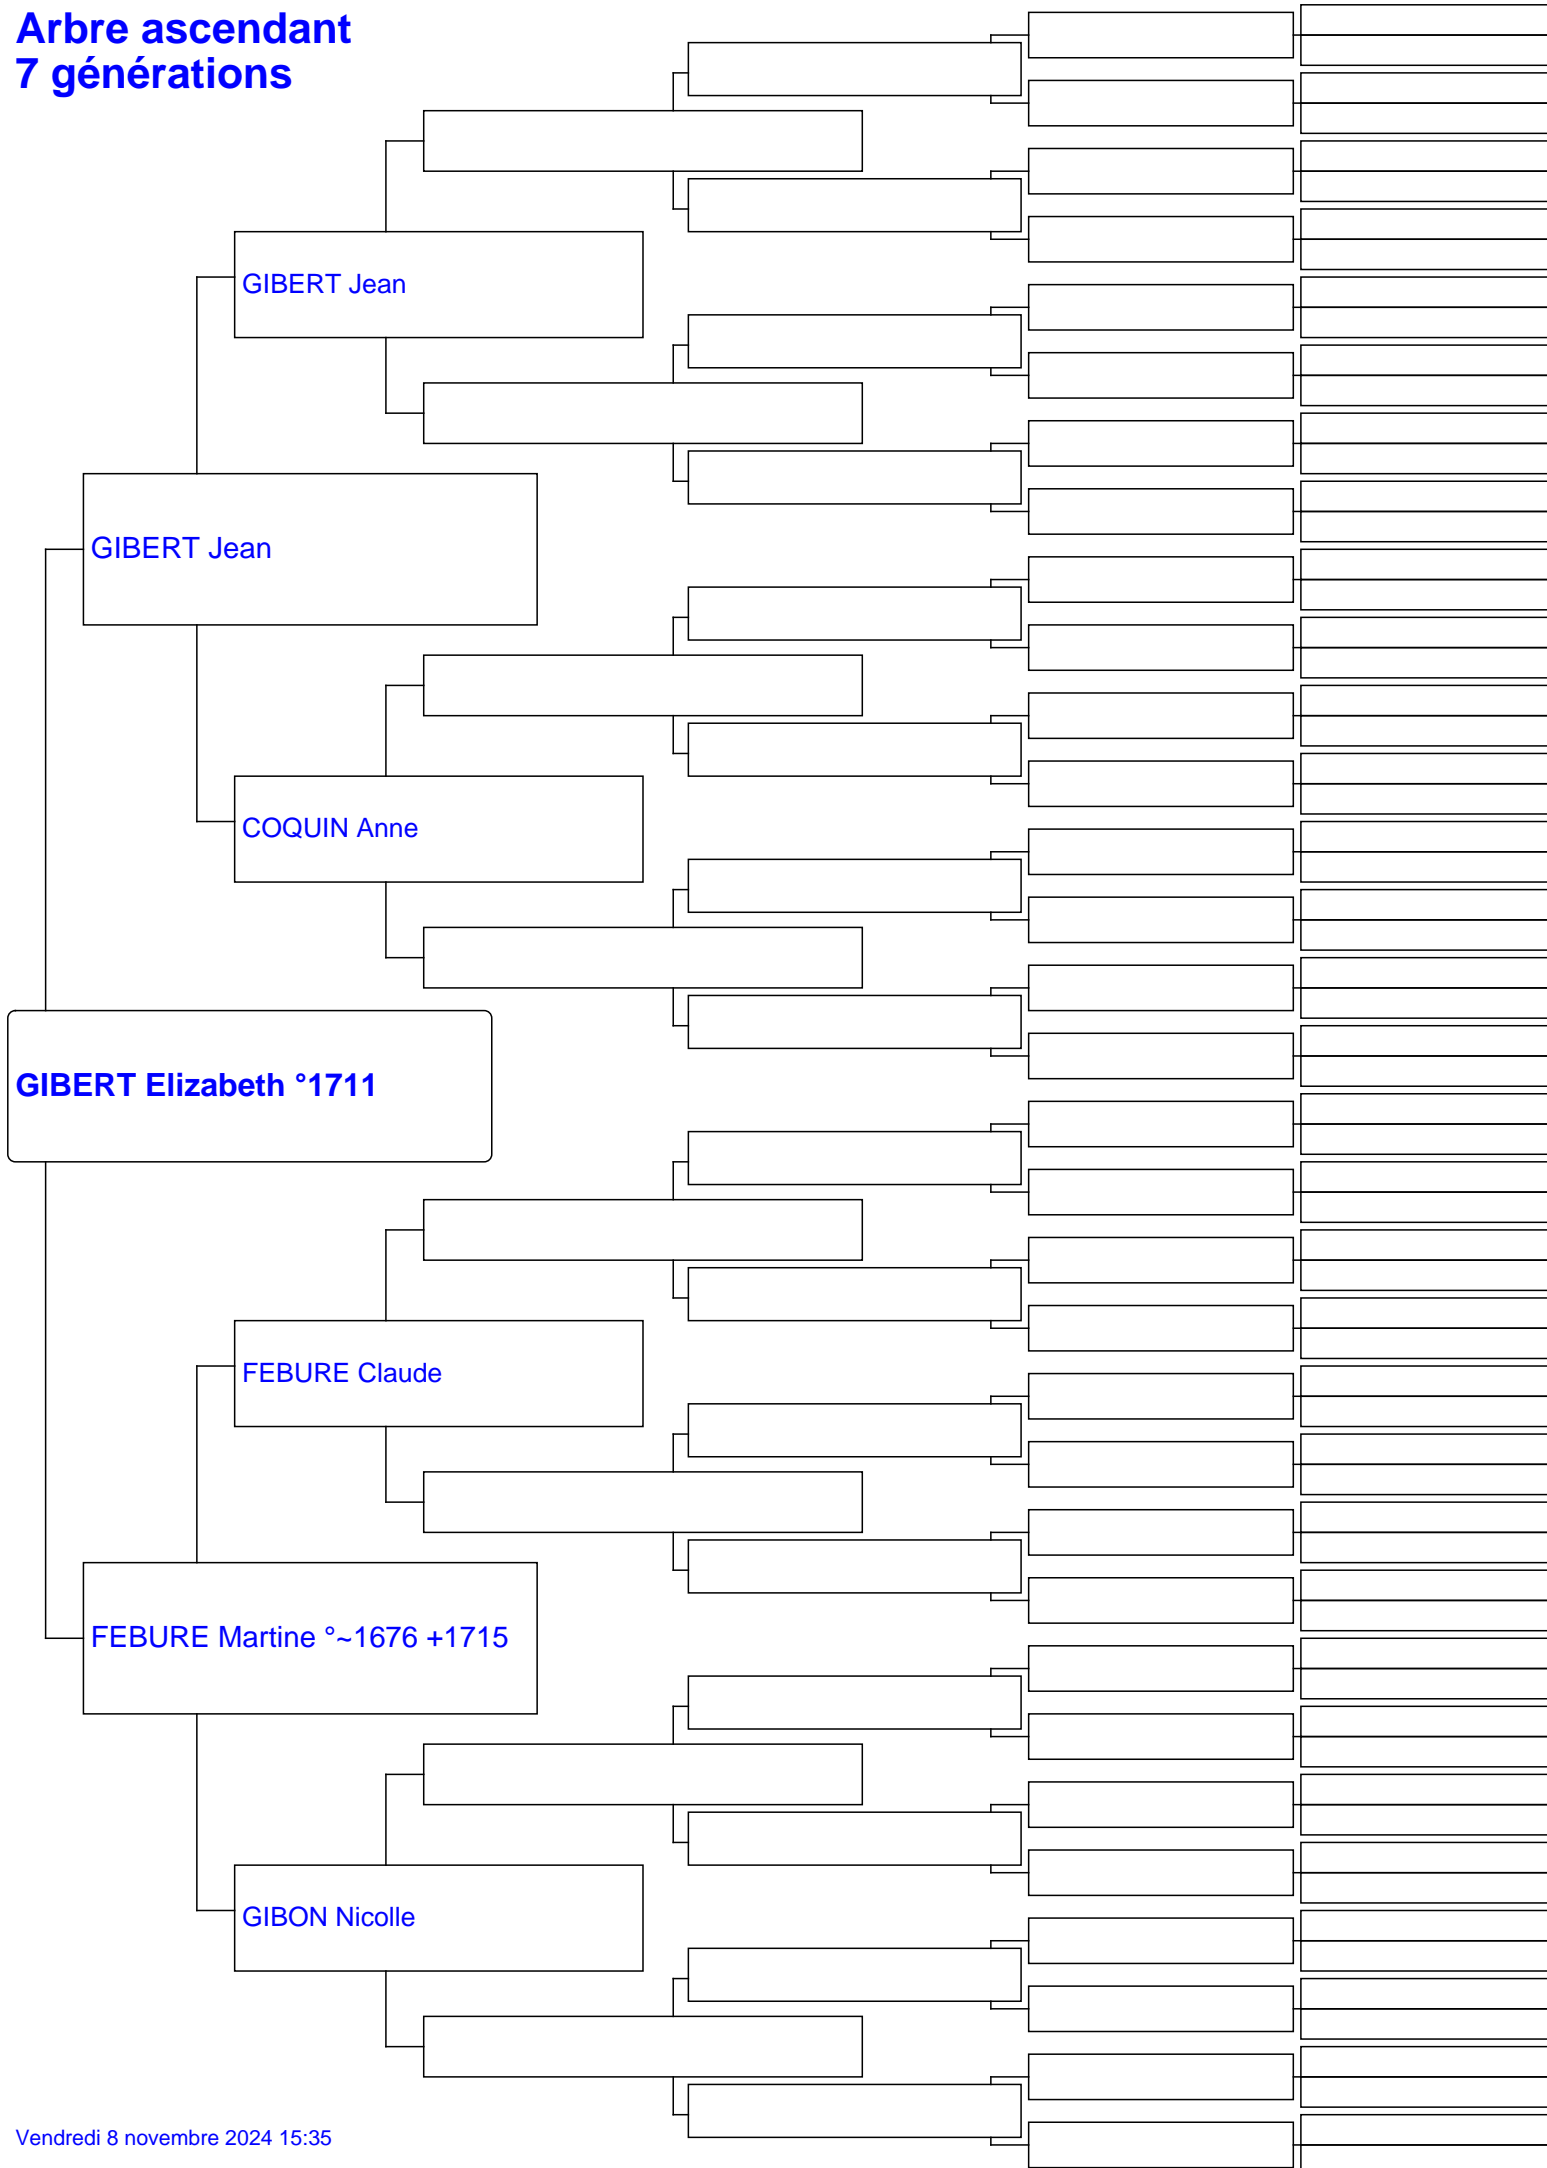 Arbre ascendant
7 générations
GIBERT Jean
GIBERT Jean
COQUIN Anne
GIBERT Elizabeth °1711
FEBURE Claude
FEBURE Martine °~1676 +1715
GIBON Nicolle
Vendredi 8 novembre 2024 15:35